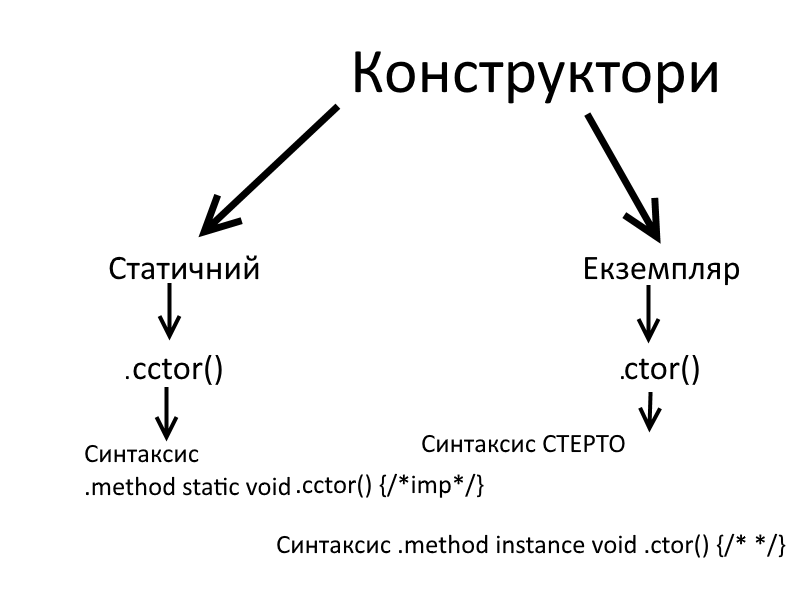 Конструктори
Статичний
Екземпляр
.cctor()
.ctor()
Синтаксис СТЕРТО
Синтаксис
.method static void .cctor() {/*imp*/}
Синтаксис .method instance void .ctor() {/* */}